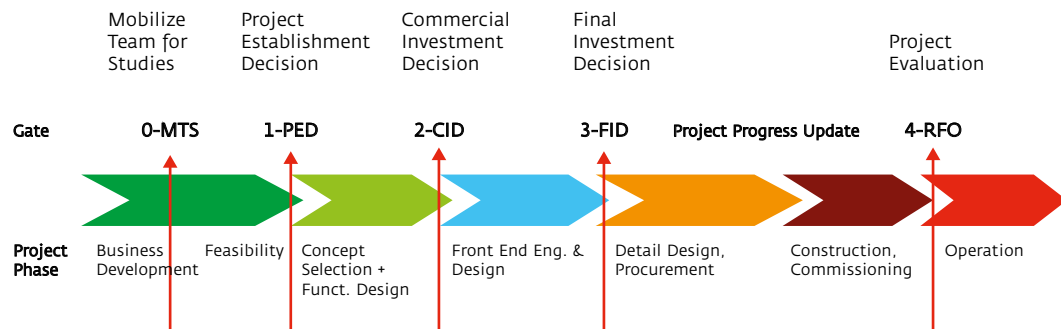 Mobilize
Team for
Studies
Project
Establishment
Decision
Commercial
Investment
Decision
Final
Investment
Decision
Project
Evaluation
Gate
0-MTS
1-PED
2-CID
3-FID
Project Progress Update
4-RFO
Project
Phase
Business
Development
Feasibility
Concept
Selection +
Funct. Design
Front End Eng. &
Design
Detail Design,
Procurement
Construction,
Commissioning
Operation